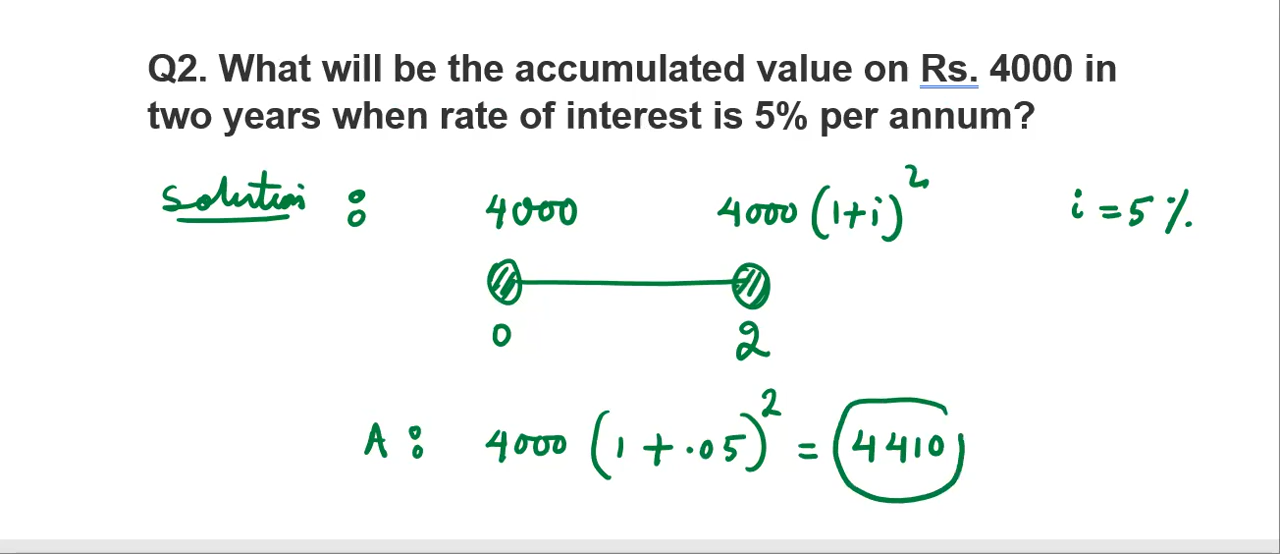 Q2. What will be the accumulated value on Rs. 4000 in
two years when rate of interest is 5% per annum?
Solution : 4000 4000 (1+i)² i = 5 %.
0 2
A : 4000 (1 + .05)² = 4410